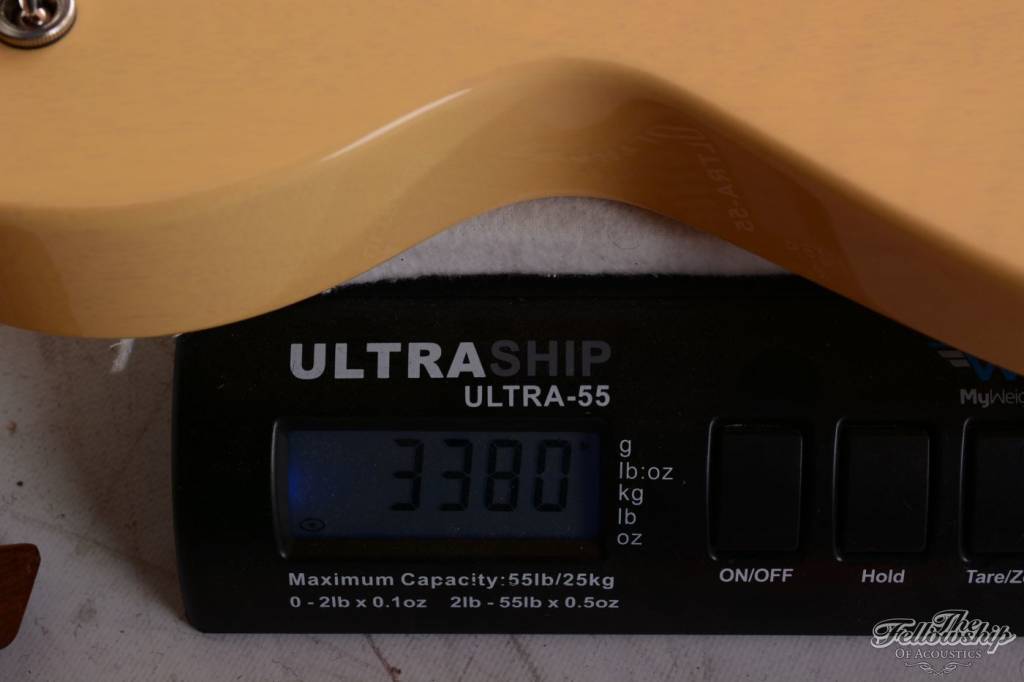 ULTRASHIP
ULTRA-55
3380
g
lb:oz
kg
lb
oz
ON/OFF
Hold
Maximum Capacity:55lb/25kg
0 - 2lb x 0.1oz 2lb - 55lb x 0.5oz
The
Fellowship
OF ACOUSTICS